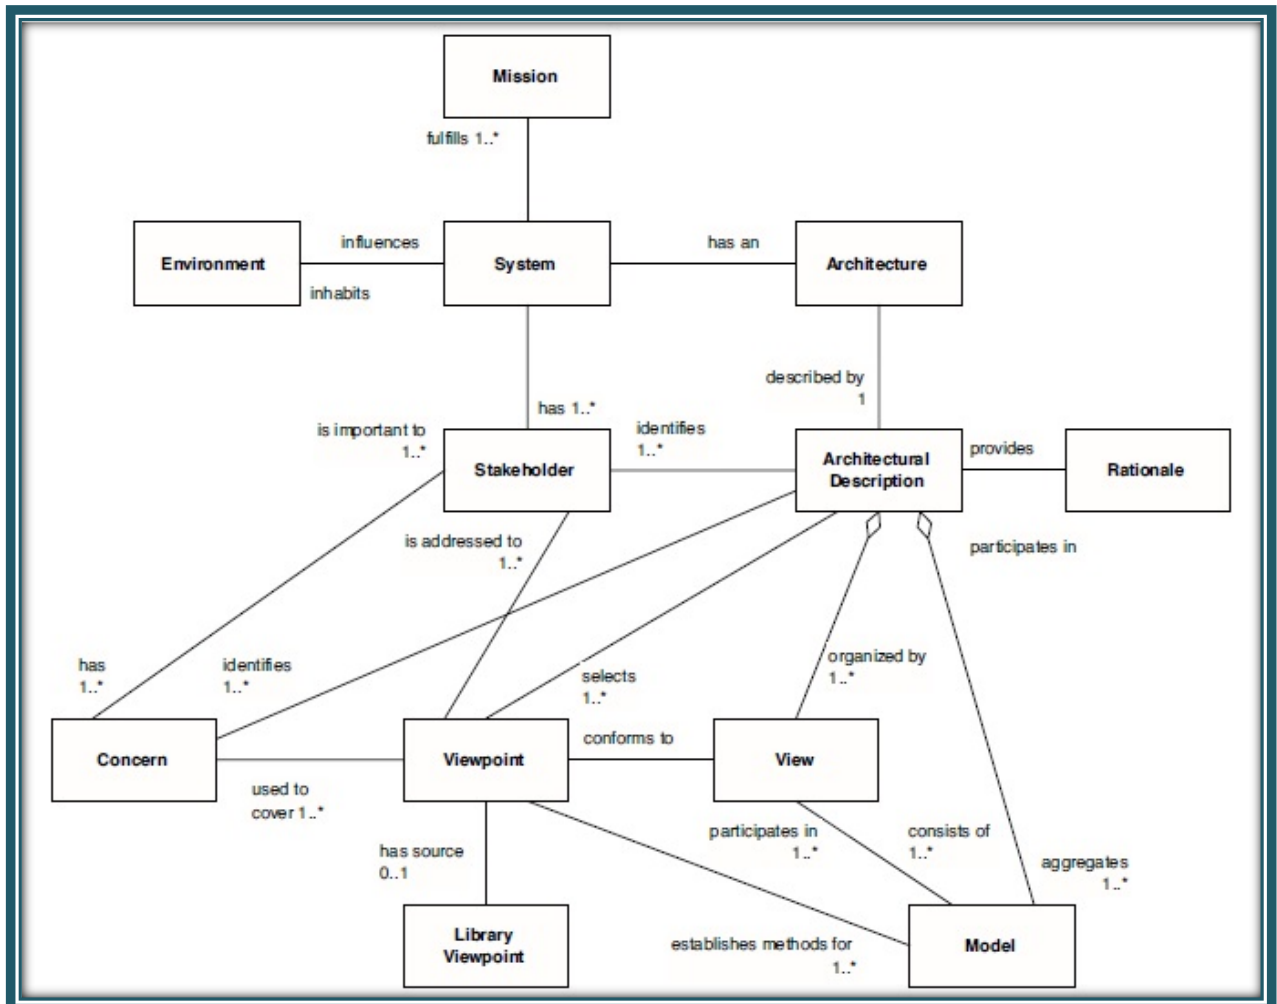 Mission
fulfills 1..*
Environment
influences
inhabits
System
has an
Architecture
described by
1
has 1..*
is important to
1..*
identifies
1..*
Stakeholder
Architectural
Description
provides
Rationale
is addressed to
1..*
participates in
has
1..*
identifies
1..*
selects
1..*
organized by
1..*
Concern
Viewpoint
conforms to
View
used to
cover 1..*
has source
0..1
participates in
1..*
consists of
1..*
aggregates
1..*
Library
Viewpoint
establishes methods for
1..*
Model